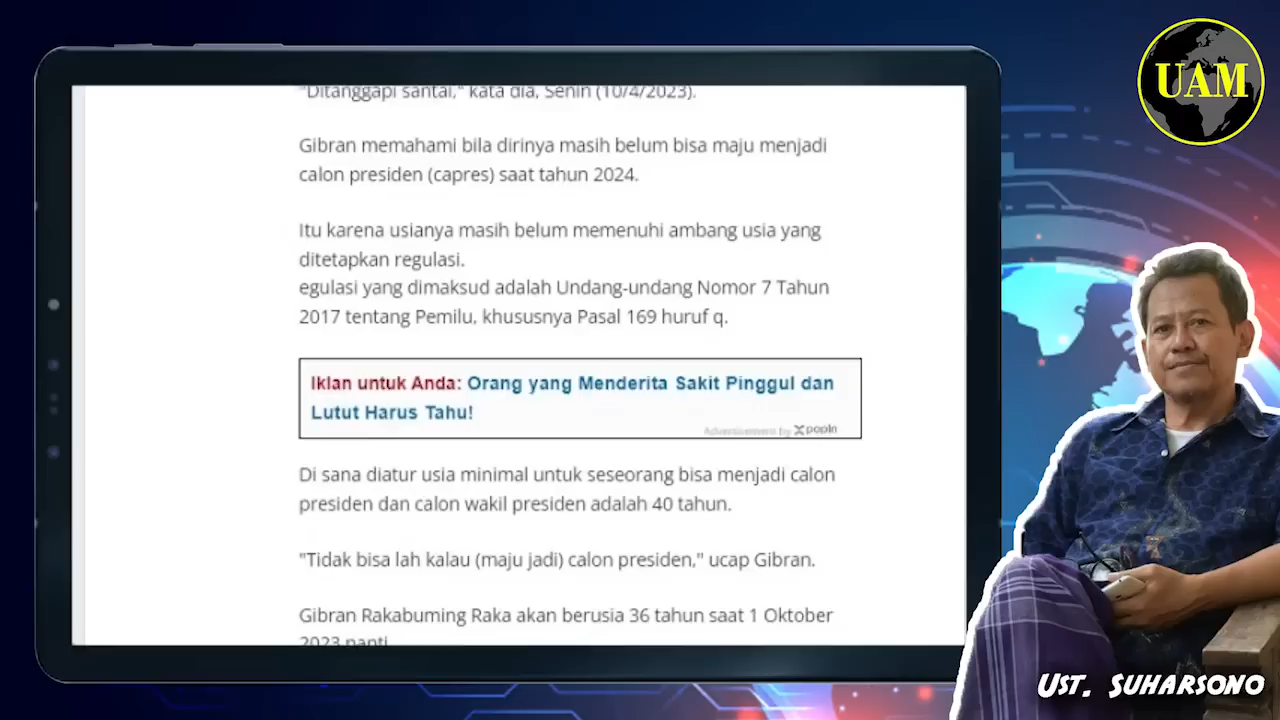 "Ditanggapi santai," kata dia, Senin (10/4/2023).
Gibran memahami bila dirinya masih belum bisa maju menjadi
calon presiden (capres) saat tahun 2024.
Itu karena usianya masih belum memenuhi ambang usia yang
ditetapkan regulasi.
egulasi yang dimaksud adalah Undang-undang Nomor 7 Tahun
2017 tentang Pemilu, khususnya Pasal 169 huruf q.
Iklan untuk Anda: Orang yang Menderita Sakit Pinggul dan
Lutut Harus Tahu!
Advertisement by popIn
Di sana diatur usia minimal untuk seseorang bisa menjadi calon
presiden dan calon wakil presiden adalah 40 tahun.
"Tidak bisa lah kalau (maju jadi) calon presiden," ucap Gibran.
Gibran Rakabuming Raka akan berusia 36 tahun saat 1 Oktober
2023 nanti
UAM
UST. SUHARSONO